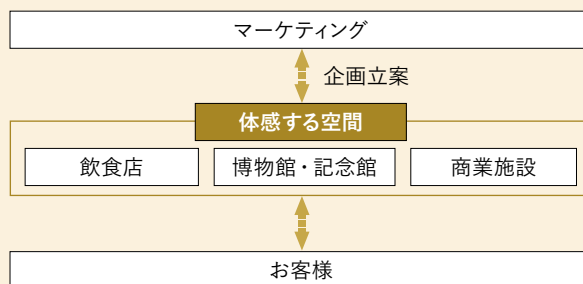 マーケティング
企画立案
体感する空間
飲食店
博物館・記念館
商業施設
お客様